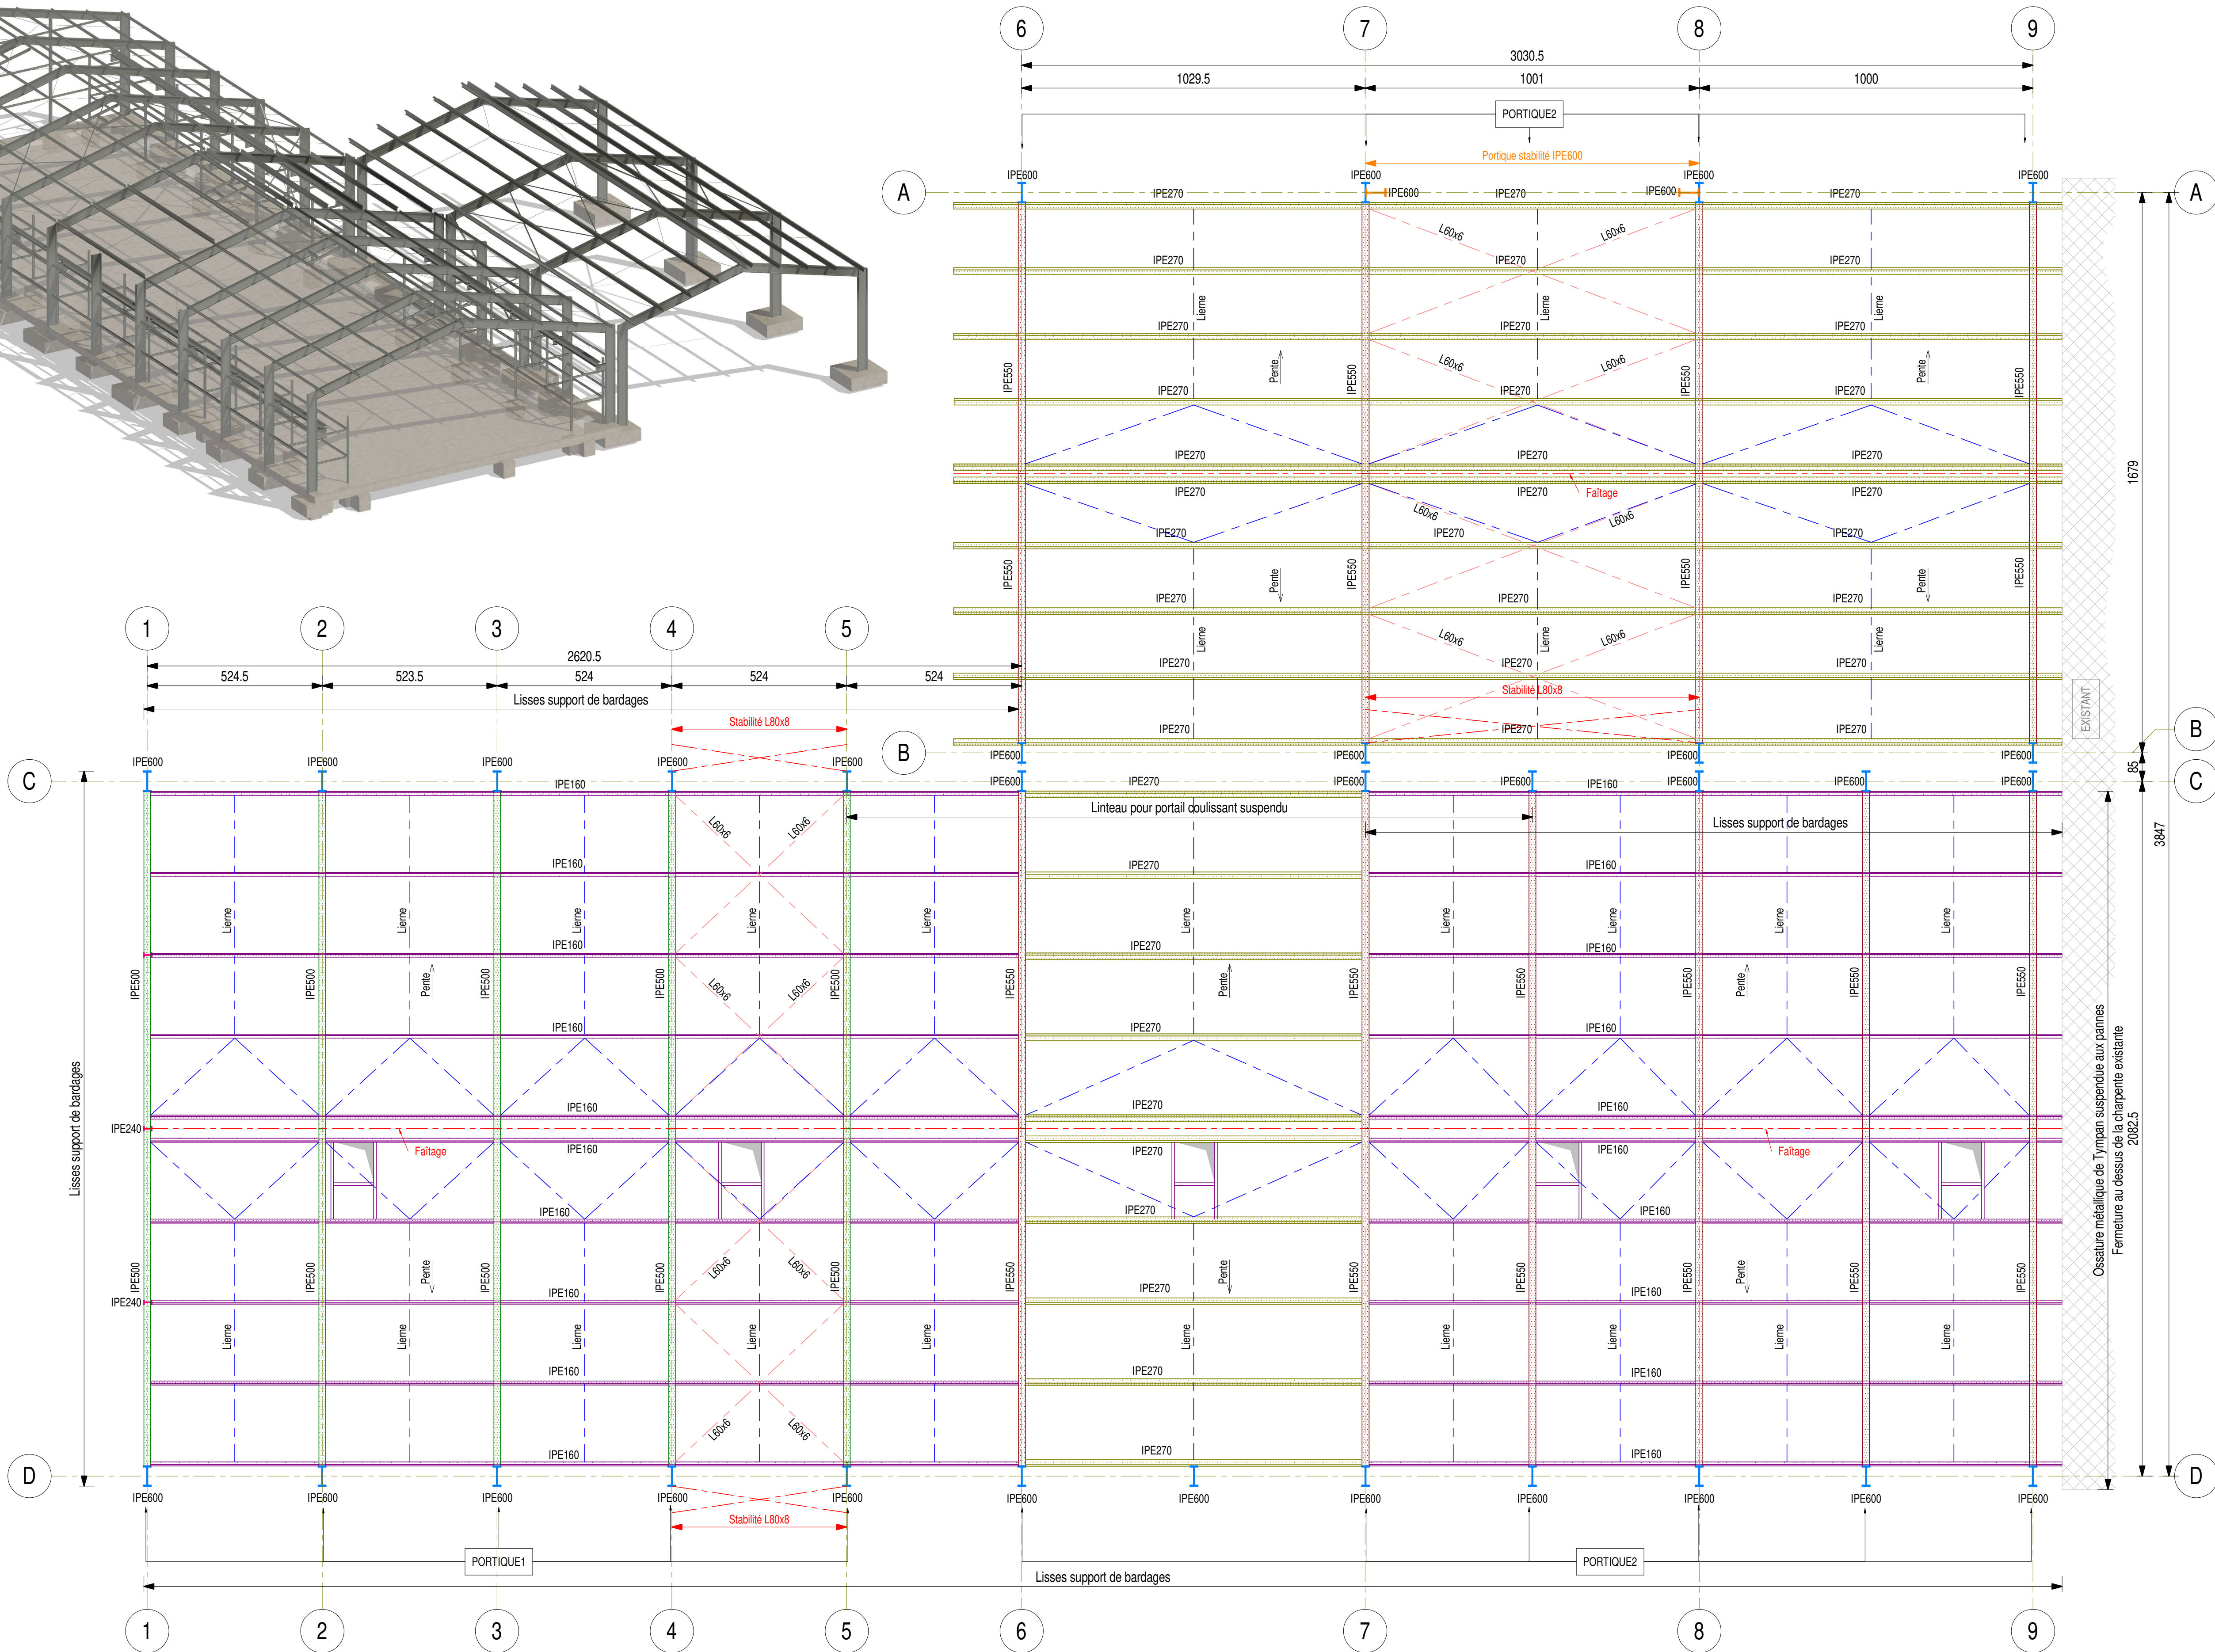 6 7 8 9
3030.5
1029.5 1001 1000
PORTIQUE2
Portique stabilité IPE600
IPE600 IPE600 IPE600 IPE600
A IPE270 IPE600 IPE270 IPE600 IPE270 A
L60x6 L60x6
IPE270 IPE270 IPE270
Lierne Lierne Lierne
IPE270 IPE270 IPE270
Pente Pente
L60x6 L60x6
IPE550 IPE550 IPE550 IPE550
IPE270 IPE270 IPE270
IPE270 IPE270 IPE270
1679
IPE270 IPE270 IPE270
Faîtage
L60x6 L60x6
IPE270 IPE270 IPE270
IPE550 IPE550 IPE550 IPE550
Pente Pente
IPE270 IPE270 IPE270
Lierne Lierne Lierne
L60x6 L60x6
IPE270 IPE270 IPE270
Stabilité L80x8
EXISTANT
IPE270 IPE270 IPE270
B IPE600 IPE600 IPE600 IPE600 B
85
3847
1 2 3 4 5
2620.5
524.5 523.5 524 524 524
Lisses support de bardages
Stabilité L80x8
IPE600 IPE600 IPE600 IPE600 IPE600
C IPE160 IPE600 IPE270 IPE600 IPE600 IPE160 IPE600 IPE600 IPE600 C
Linteau pour portail coulissant suspendu
Lisses support de bardages
L60x6 L60x6
IPE160 IPE270 IPE160
Lierne Lierne Lierne Lierne Lierne Lierne Lierne Lierne Lierne Lierne
IPE160 IPE270 IPE160
IPE500 IPE500 IPE500 IPE500 IPE500 IPE550 IPE550 IPE550 IPE550 IPE550 IPE550
Pente Pente Pente
L60x6 L60x6
IPE160 IPE270 IPE160
Lisses support de bardages
IPE160 IPE270 IPE160
IPE240
Faîtage Faîtage
IPE160 IPE270 IPE160
Ossature métallique de Tympan suspendue aux pannes
Fermeture au dessus de la charpente existante
2082.5
IPE160 IPE270 IPE160
IPE500 IPE500 IPE500 IPE500 IPE500 IPE550 IPE550 IPE550 IPE550 IPE550 IPE550
Pente Pente Pente
L60x6 L60x6
IPE240 IPE160 IPE270 IPE160
Lierne Lierne Lierne Lierne Lierne Lierne Lierne Lierne Lierne Lierne
IPE160 IPE270 IPE160
L60x6 L60x6
IPE160 IPE270 IPE160
D D
IPE600 IPE600 IPE600 IPE600 IPE600 IPE600 IPE600 IPE600 IPE600 IPE600 IPE600 IPE600
Stabilité L80x8
PORTIQUE1 PORTIQUE2
Lisses support de bardages
1 2 3 4 5 6 7 8 9